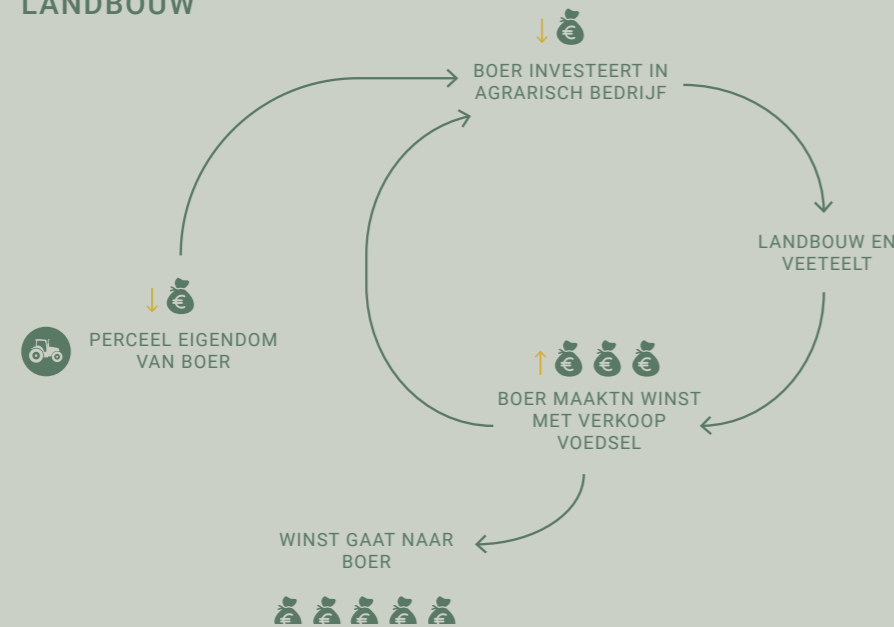 LANDBOUW
BOER INVESTEERT IN
AGRARISCH BEDRIJF
LANDBOUW EN
VEETEELT
PERCEEL EIGENDOM
VAN BOER
BOER MAAKTN WINST
MET VERKOOP
VOEDSEL
WINST GAAT NAAR
BOER